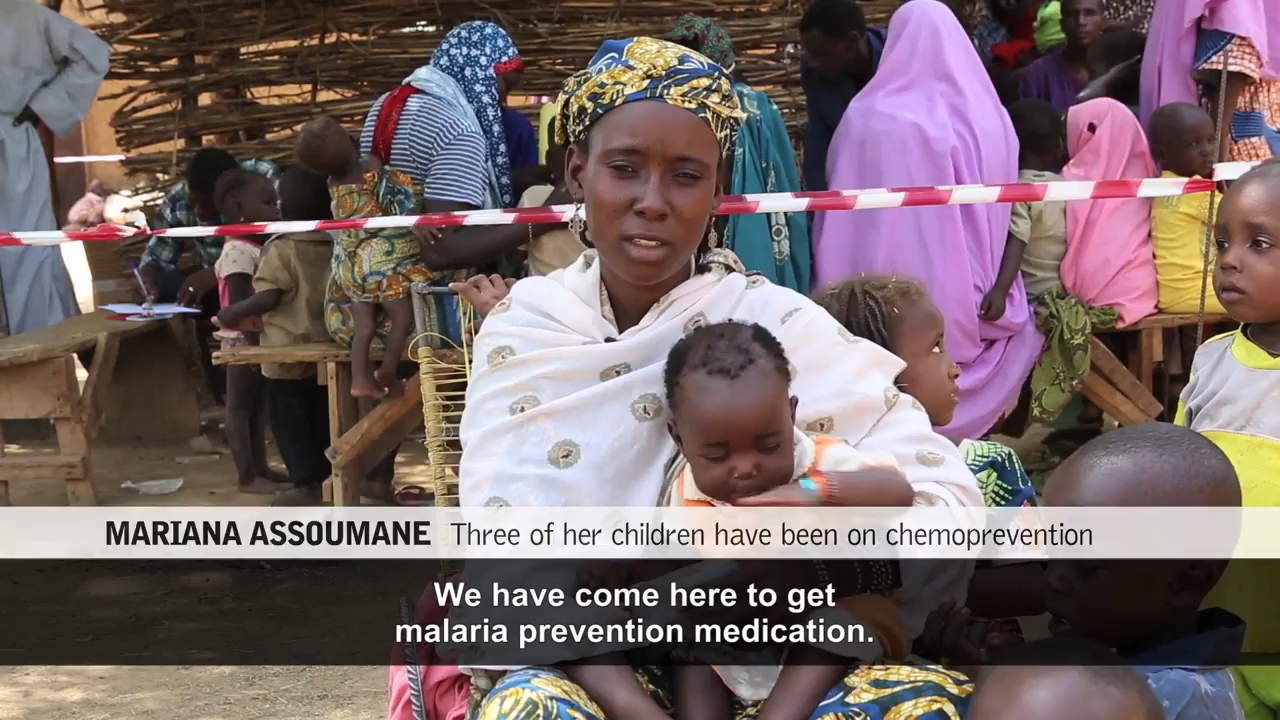 MARIANA ASSOUMANE Three of her children have been on chemoprevention
We have come here to get
malaria prevention medication.